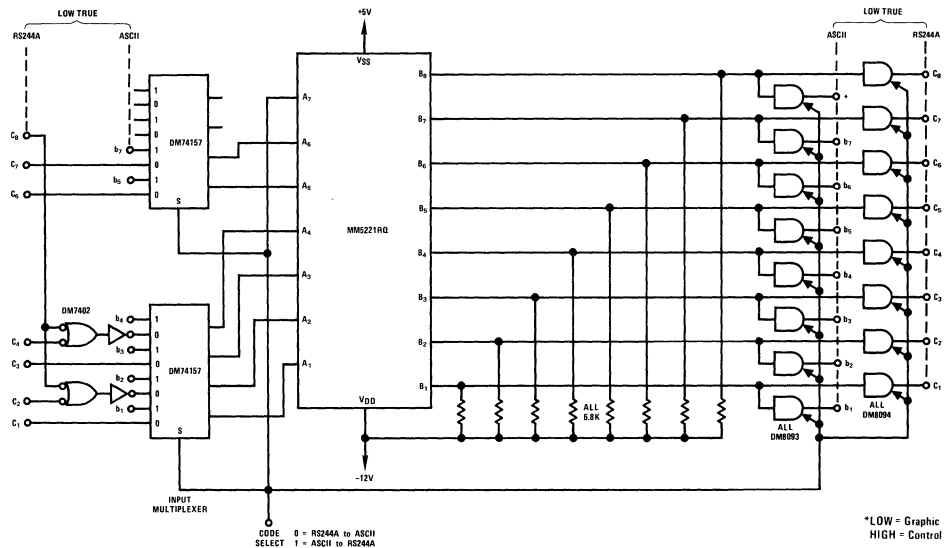 LOW TRUE
RS244A
ASCII
+5V
LOW TRUE
ASCII
RS244A
VSS
B8
C8
1
0
A7
*
1
0
B7
C7
C8
DM74157
A6
b7
b7
1
B6
C6
C7
0
A5
b6
b5
1
B5
C5
C5
0
b5
S
A4
MM5221RQ
B4
C4
A3
b4
DM7402
B3
C3
b4
1
A2
b3
0
B2
C2
C4
b3
1
A1
b2
C3
0
DM74157
b2
1
B1
C1
0
VDD
ALL
6.8K
ALL
DM8094
C2
b1
1
b1
C1
0
ALL
DM8093
S
-12V
INPUT
MULTIPLEXER
CODE
SELECT
0 = RS244A to ASCII
1 = ASCII to RS244A
*LOW = Graphic
HIGH = Control